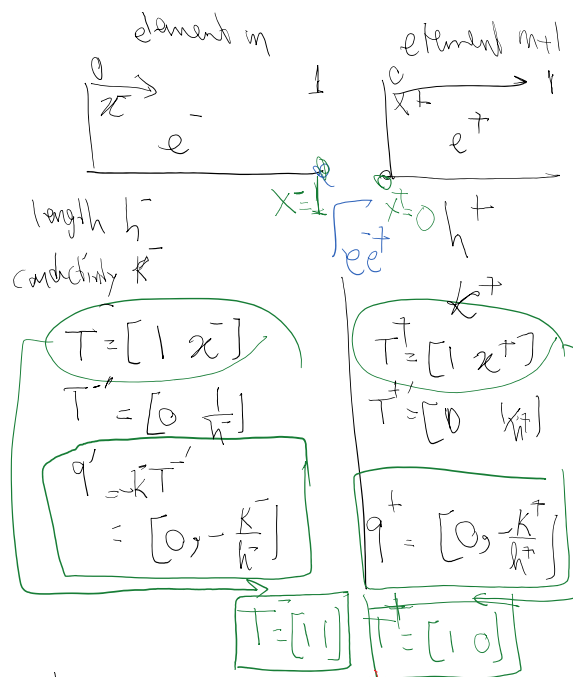 element m
element m+1
0 1
0 1
x⁻
x⁺
e⁻
e⁺
x⁻=1
x⁺=0
length h⁻
h⁺
Γe⁻e⁺
conductivity K⁻
K⁺
T⁻=[1 x⁻]
T⁺=[1 x⁺]
T⁻'=[0 1/h⁻]
T⁺'=[0 1/h⁺]
q'
=-K⁻T⁻'
=[0,-K⁻/h⁻]
q⁺=[0,-K⁺/h⁺]
T⁻=[1 1]
T⁺=[1 0]